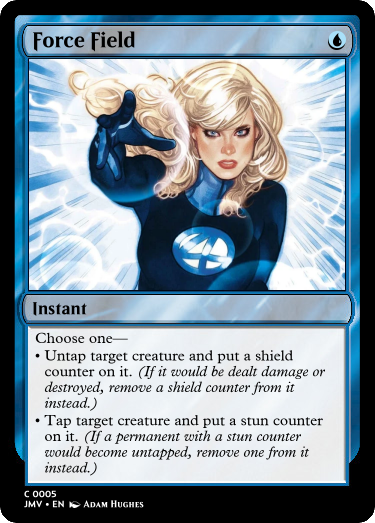 Force Field
Instant
Choose one—
• Untap target creature and put a shield
counter on it. (If it would be dealt damage or
destroyed, remove a shield counter from it
instead.)
• Tap target creature and put a stun counter
on it. (If a permanent with a stun counter
would become untapped, remove one from it
instead.)
C 0005
JMV • EN Adam Hughes